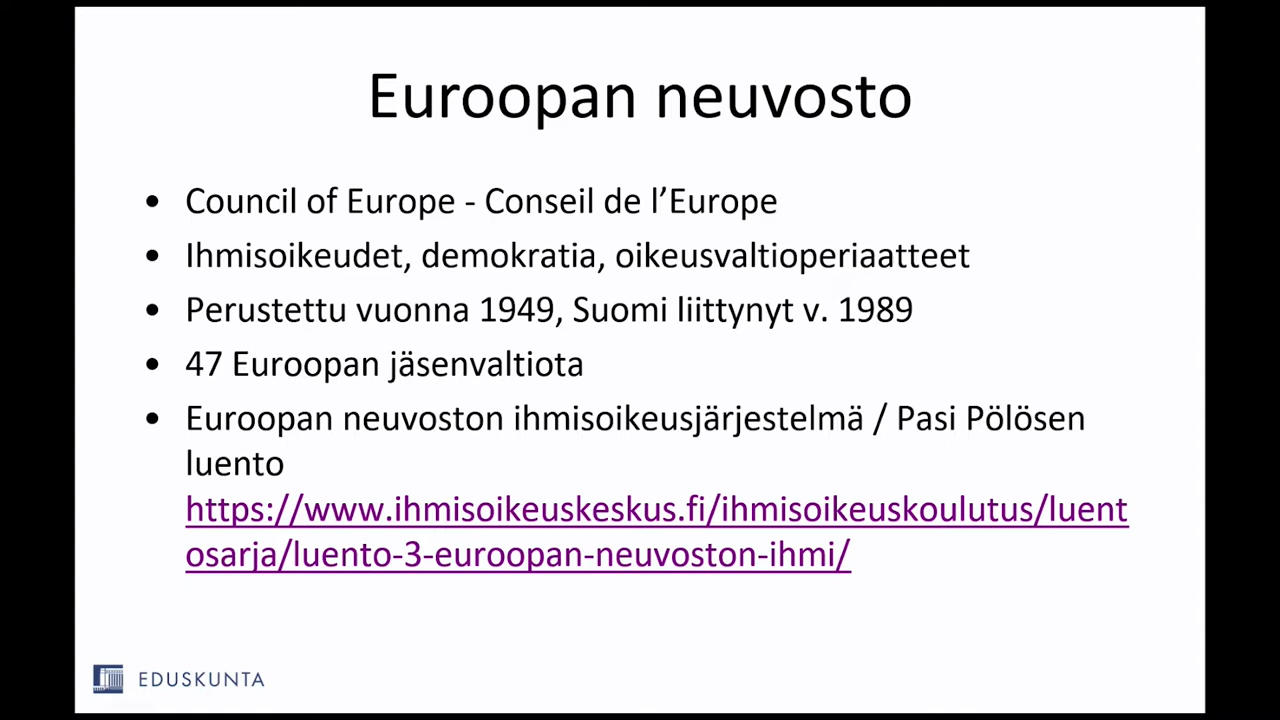 Euroopan neuvosto
• Council of Europe - Conseil de l’Europe
• Ihmisoikeudet, demokratia, oikeusvaltioperiaatteet
• Perustettu vuonna 1949, Suomi liittynyt v. 1989
• 47 Euroopan jäsenvaltiota
• Euroopan neuvoston ihmisoikeusjärjestelmä / Pasi Pölösen
luento
https://www.ihmisoikeuskeskus.fi/ihmisoikeuskoulutus/luent
osarja/luento-3-euroopan-neuvoston-ihmi/
EDUSKUNTA